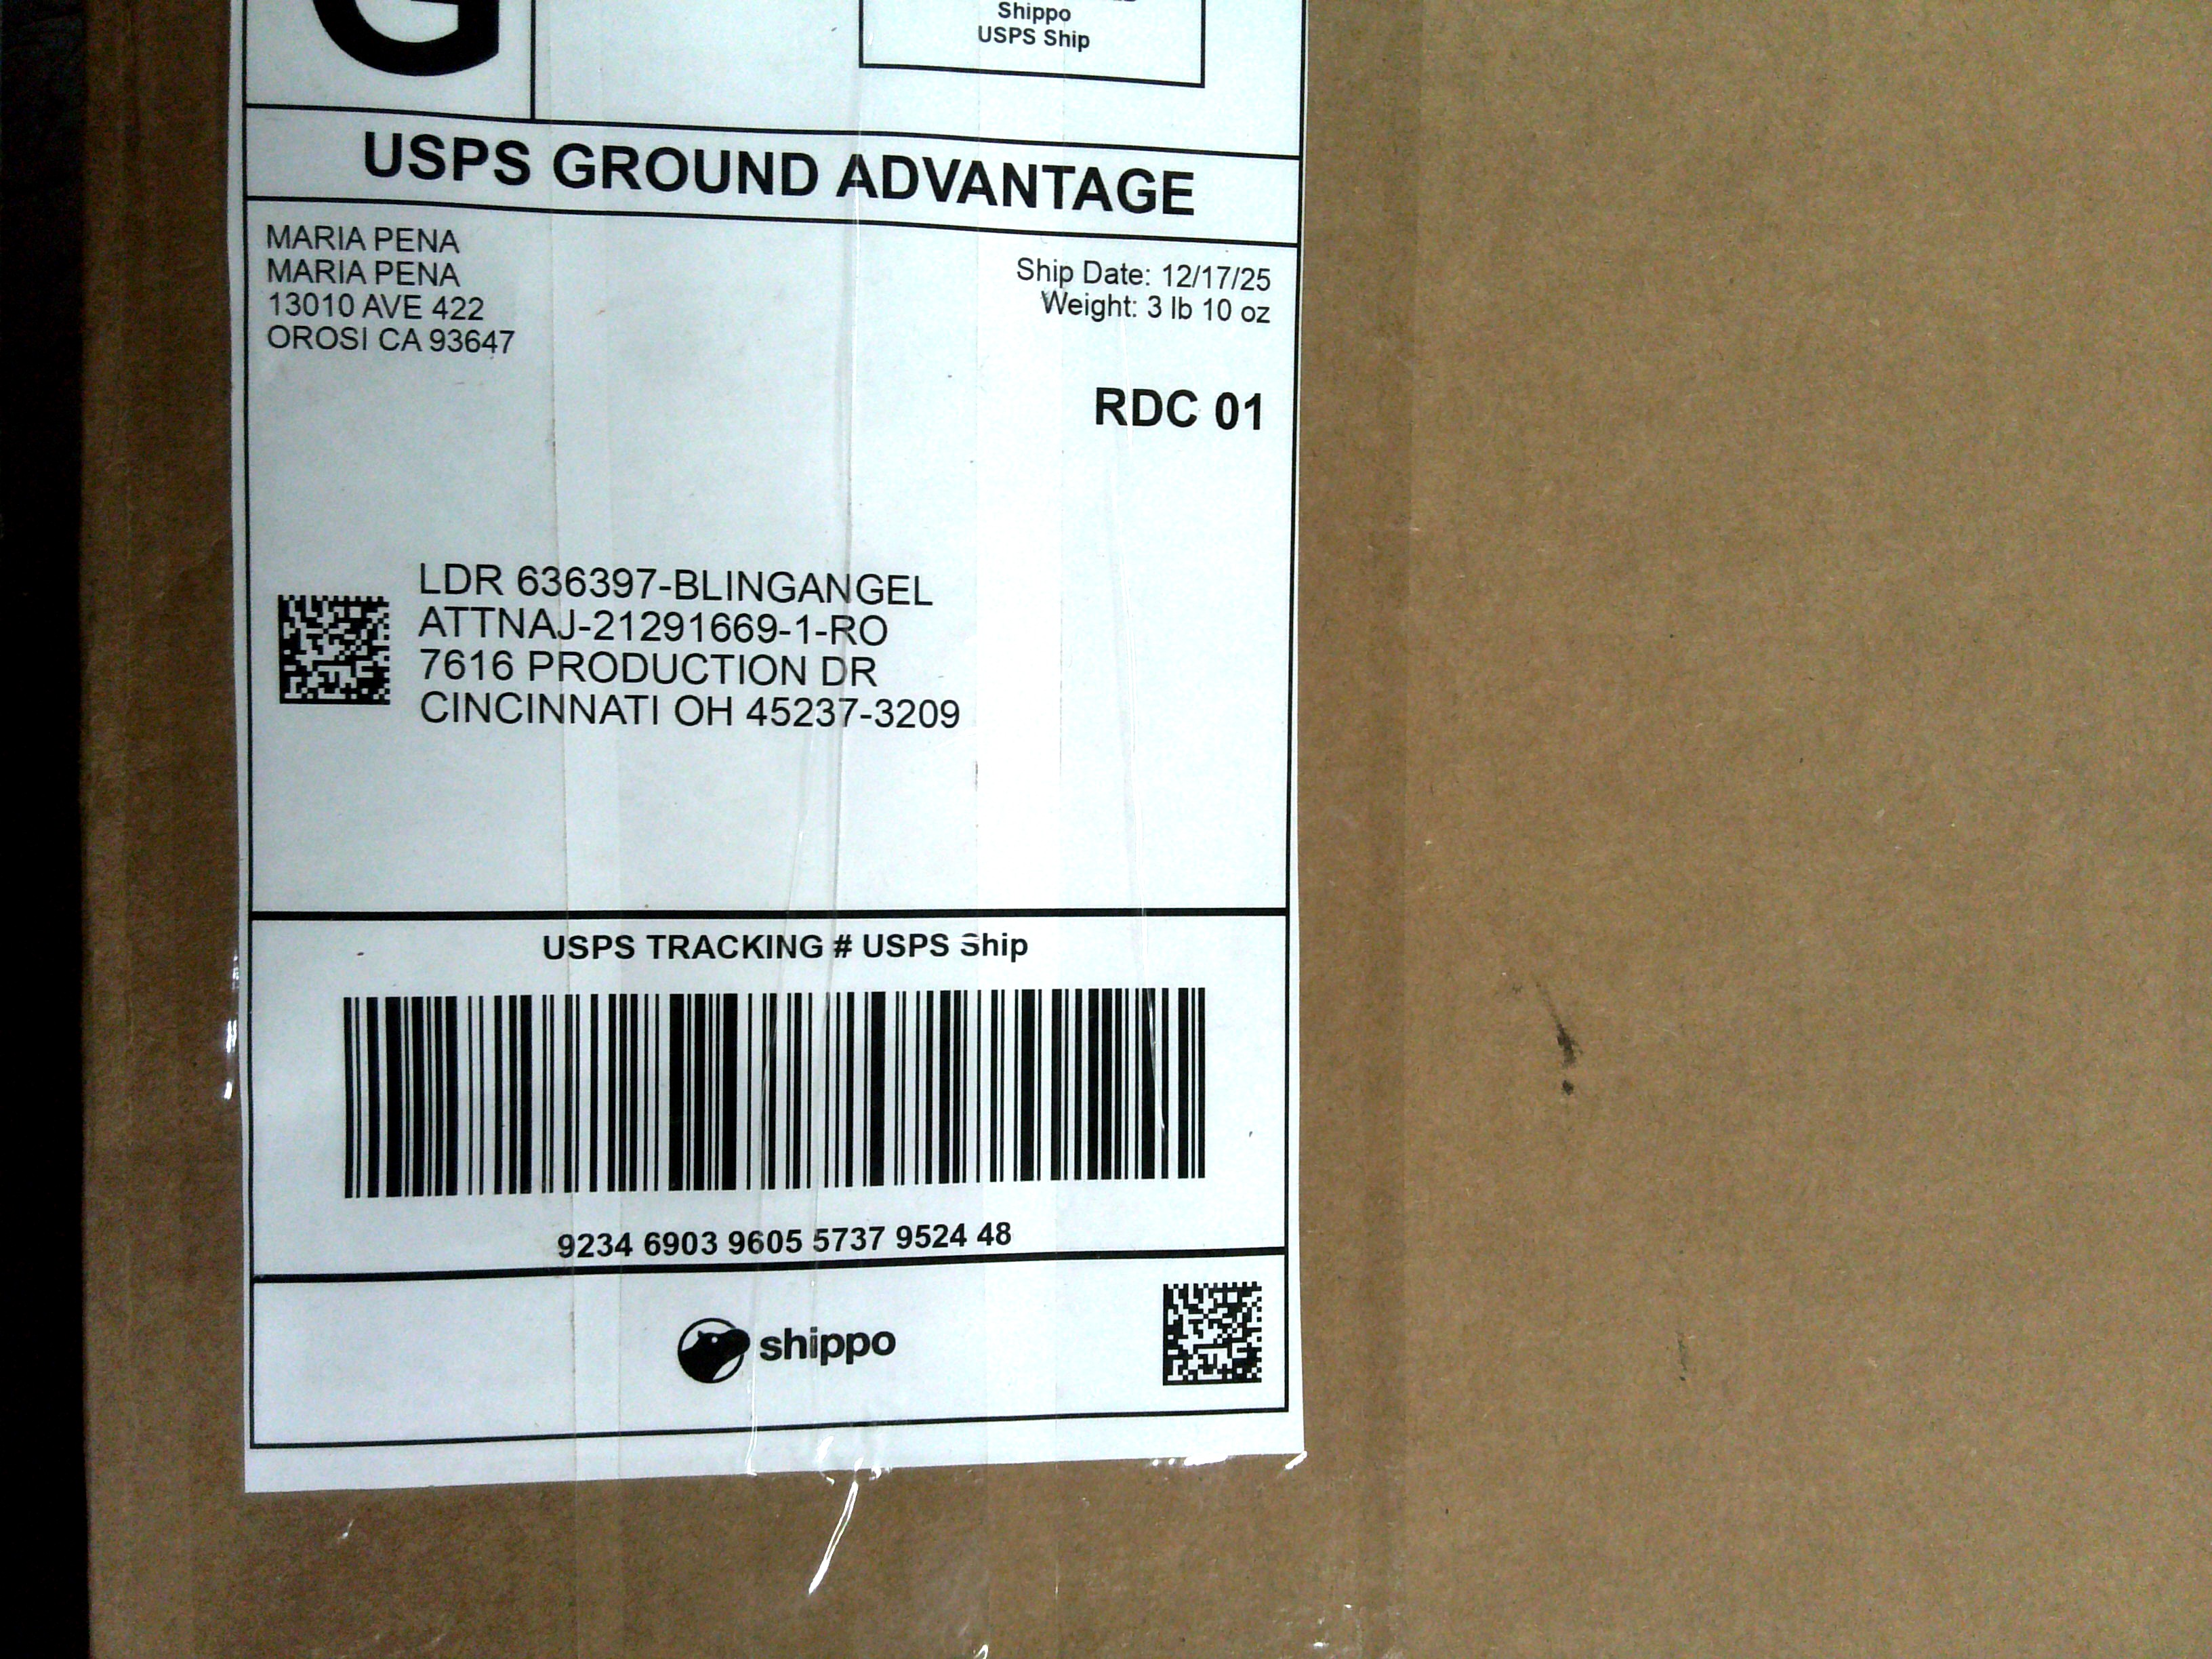 G
Shippo
USPS Ship
USPS GROUND ADVANTAGE
MARIA PENA
MARIA PENA
13010 AVE 422
OROSI CA 93647
Ship Date: 12/17/25
Weight: 3 lb 10 oz
RDC 01
LDR 636397-BLINGANGEL
ATTNAJ-21291669-1-RO
7616 PRODUCTION DR
CINCINNATI OH 45237-3209
USPS TRACKING # USPS Ship
9234 6903 9605 5737 9524 48
shippo